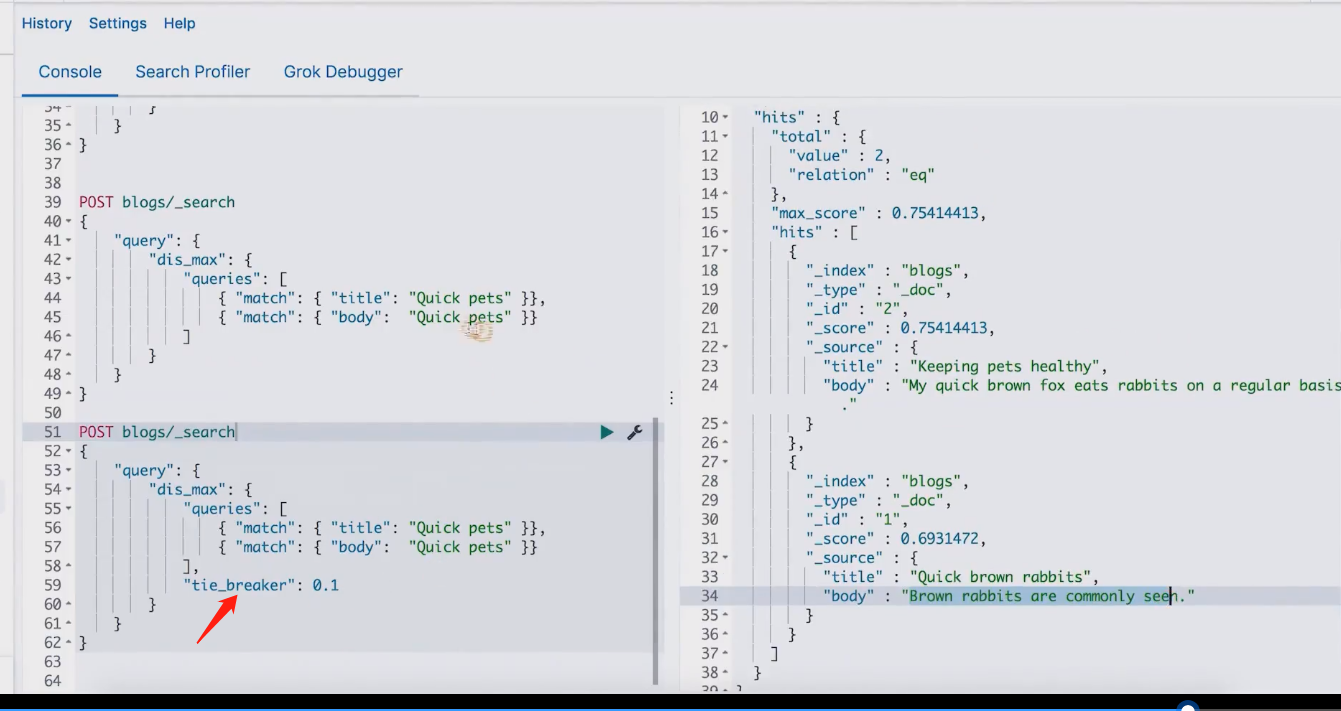 History Settings Help
Console Search Profiler Grok Debugger
34 }
35 }
36 }
37
38
39 POST blogs/_search
40 {
41 "query": {
42 "dis_max": {
43 "queries": [
44 { "match": { "title": "Quick pets" }},
45 { "match": { "body": "Quick pets" }}
46 ]
47 }
48 }
49 }
50
51 POST blogs/_search
52 {
53 "query": {
54 "dis_max": {
55 "queries": [
56 { "match": { "title": "Quick pets" }},
57 { "match": { "body": "Quick pets" }}
58 ],
59 "tie_breaker": 0.1
60 }
61 }
62 }
63
64
10 "hits" : {
11 "total" : {
12 "value" : 2,
13 "relation" : "eq"
14 },
15 "max_score" : 0.75414413,
16 "hits" : [
17 {
18 "_index" : "blogs",
19 "_type" : "_doc",
20 "_id" : "2",
21 "_score" : 0.75414413,
22 "_source" : {
23 "title" : "Keeping pets healthy",
24 "body" : "My quick brown fox eats rabbits on a regular basis
."
25 }
26 },
27 {
28 "_index" : "blogs",
29 "_type" : "_doc",
30 "_id" : "1",
31 "_score" : 0.6931472,
32 "_source" : {
33 "title" : "Quick brown rabbits",
34 "body" : "Brown rabbits are commonly seen."
35 }
36 }
37 ]
38 }
39 }